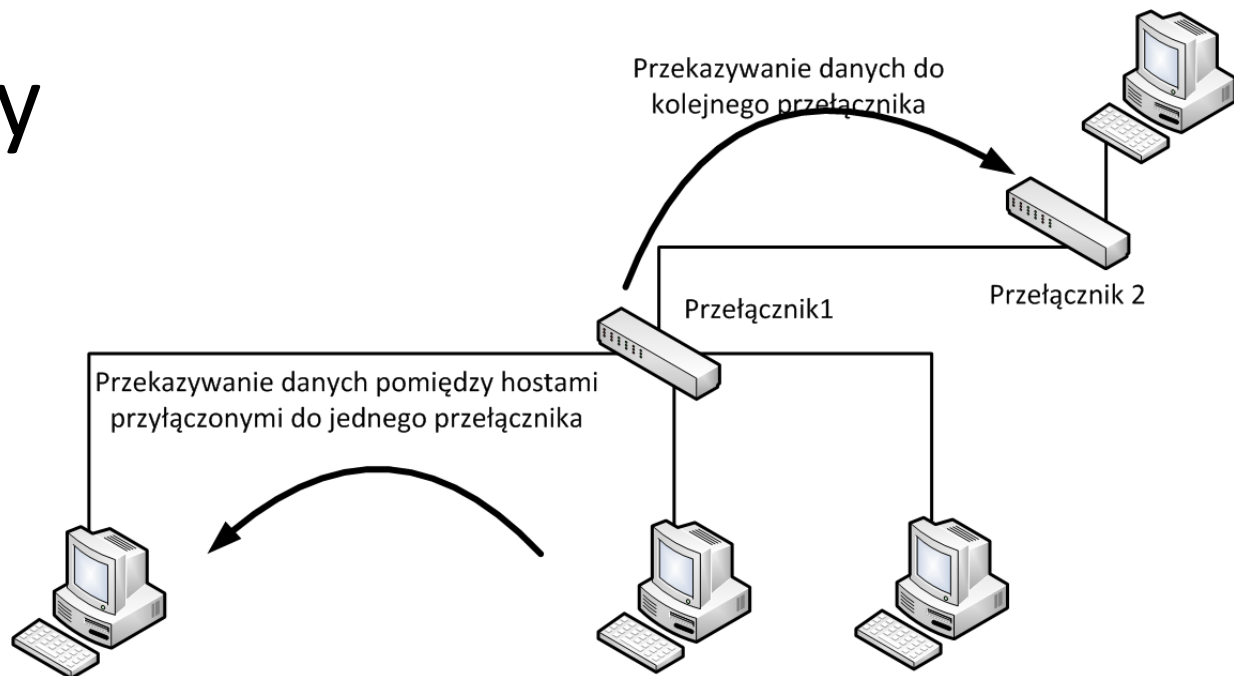 y
Przekazywanie danych do
kolejnego przełącznika
Przełącznik 2
Przełącznik1
Przekazywanie danych pomiędzy hostami
przyłączonymi do jednego przełącznika